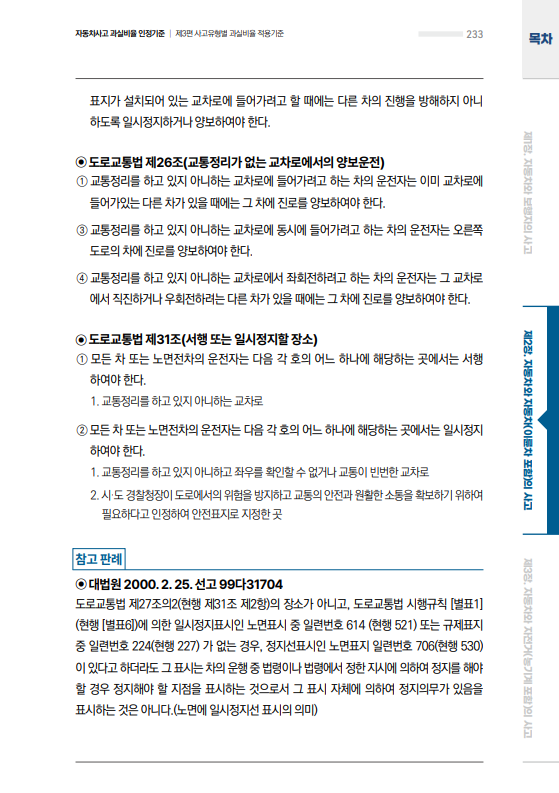 자동차사고 과실비율 인정기준 | 제3편 사고유형별 과실비율 적용기준
233
목차
표지가 설치되어 있는 교차로에 들어가려고 할 때에는 다른 차의 진행을 방해하지 아니
하도록 일시정지하거나 양보하여야 한다.
◉ 도로교통법 제26조(교통정리가 없는 교차로에서의 양보운전)
① 교통정리를 하고 있지 아니하는 교차로에 들어가려고 하는 차의 운전자는 이미 교차로에
들어가있는 다른 차가 있을 때에는 그 차에 진로를 양보하여야 한다.
③ 교통정리를 하고 있지 아니하는 교차로에 동시에 들어가려고 하는 차의 운전자는 오른쪽
도로의 차에 진로를 양보하여야 한다.
④ 교통정리를 하고 있지 아니하는 교차로에서 좌회전하려고 하는 차의 운전자는 그 교차로
에서 직진하거나 우회전하려는 다른 차가 있을 때에는 그 차에 진로를 양보하여야 한다.
◉ 도로교통법 제31조(서행 또는 일시정지할 장소)
① 모든 차 또는 노면전차의 운전자는 다음 각 호의 어느 하나에 해당하는 곳에서는 서행
하여야 한다.
1. 교통정리를 하고 있지 아니하는 교차로
② 모든 차 또는 노면전차의 운전자는 다음 각 호의 어느 하나에 해당하는 곳에서는 일시정지
하여야 한다.
1. 교통정리를 하고 있지 아니하고 좌우를 확인할 수 없거나 교통이 빈번한 교차로
2. 시·도 경찰청장이 도로에서의 위험을 방지하고 교통의 안전과 원활한 소통을 확보하기 위하여
필요하다고 인정하여 안전표지로 지정한 곳
참고 판례
◉ 대법원 2000. 2. 25. 선고 99다31704
도로교통법 제27조의2(현행 제31조 제2항)의 장소가 아니고, 도로교통법 시행규칙 [별표1]
(현행 [별표6])에 의한 일시정지표시인 노면표시 중 일련번호 614 (현행 521) 또는 규제표지
중 일련번호 224(현행 227) 가 없는 경우, 정지선표시인 노면표지 일련번호 706(현행 530)
이 있다고 하더라도 그 표시는 차의 운행 중 법령이나 법령에서 정한 지시에 의하여 정지를 해야
할 경우 정지해야 할 지점을 표시하는 것으로서 그 표시 자체에 의하여 정지의무가 있음을
표시하는 것은 아니다.(노면에 일시정지선 표시의 의미)
제1장. 자동차와 보행자의 사고
제2장. 자동차와 자동차(이륜차 포함)의 사고
제3장. 자동차와 자전거(농기계 포함)의 사고